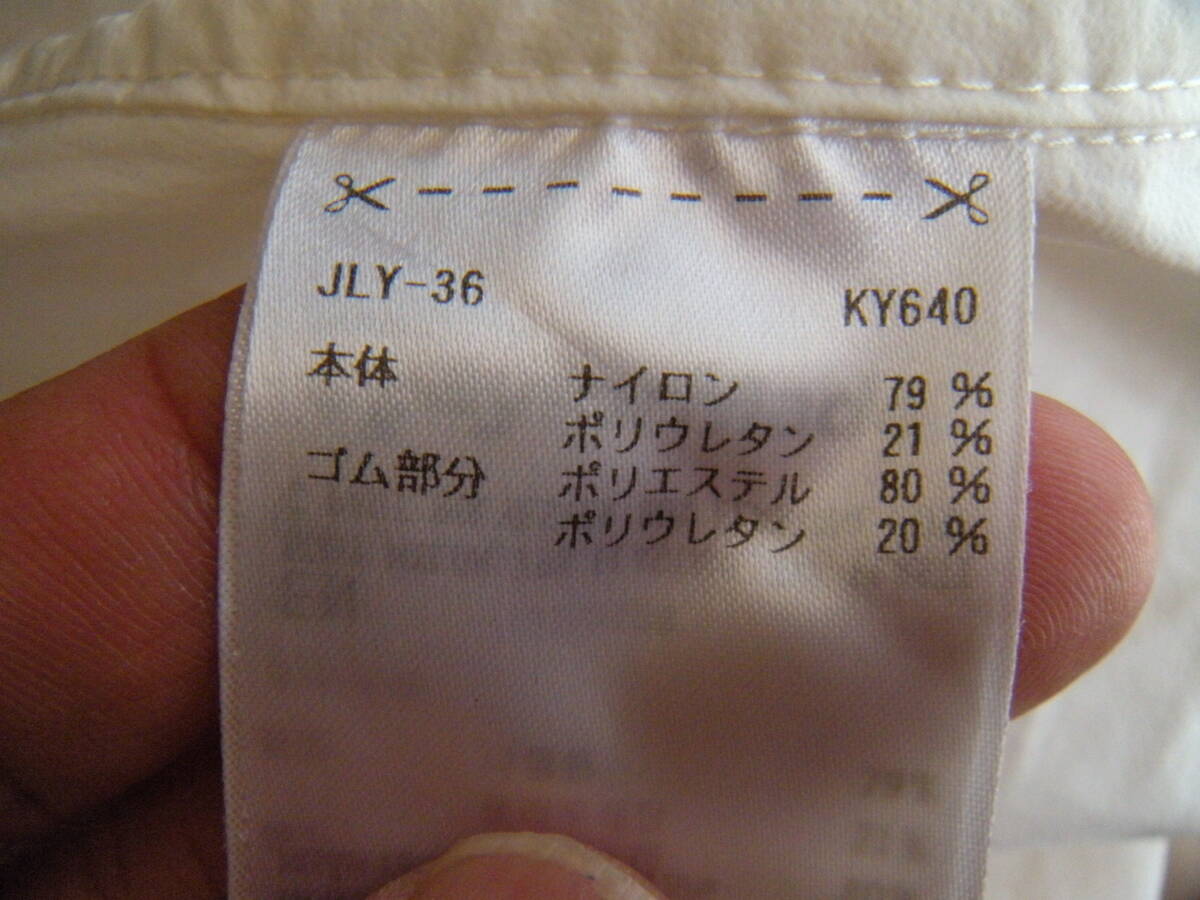 JLY-36 KY640
本体 ナイロン 79 %
ポリウレタン 21 %
ゴム部分 ポリエステル 80 %
ポリウレタン 20 %